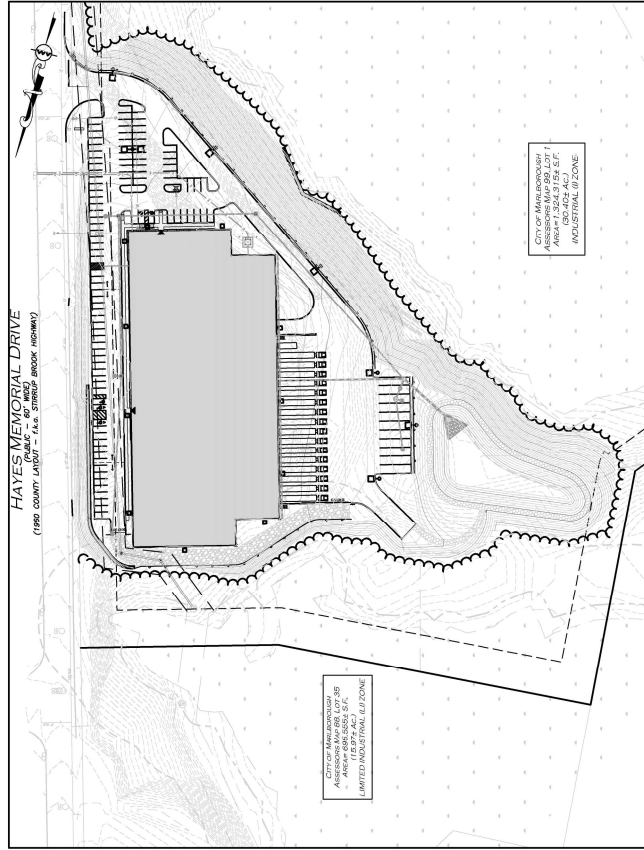 HAYES MEMORIAL DRIVE
(PUBLIC - 60' WIDE)
(1950 COUNTY LAYOUT - f.k.a. STIRRUP BROOK HIGHWAY)
CITY OF MARLBOROUGH
ASSESSORS MAP 99, LOT 1
AREA= 1,324,315± S.F.
(30.40± AC.)
INDUSTRIAL (I) ZONE
CITY OF MARLBOROUGH
ASSESSORS MAP 88, LOT 35
AREA= 695,555± S.F.
(15.97± AC.)
LIMITED INDUSTRIAL (LI) ZONE